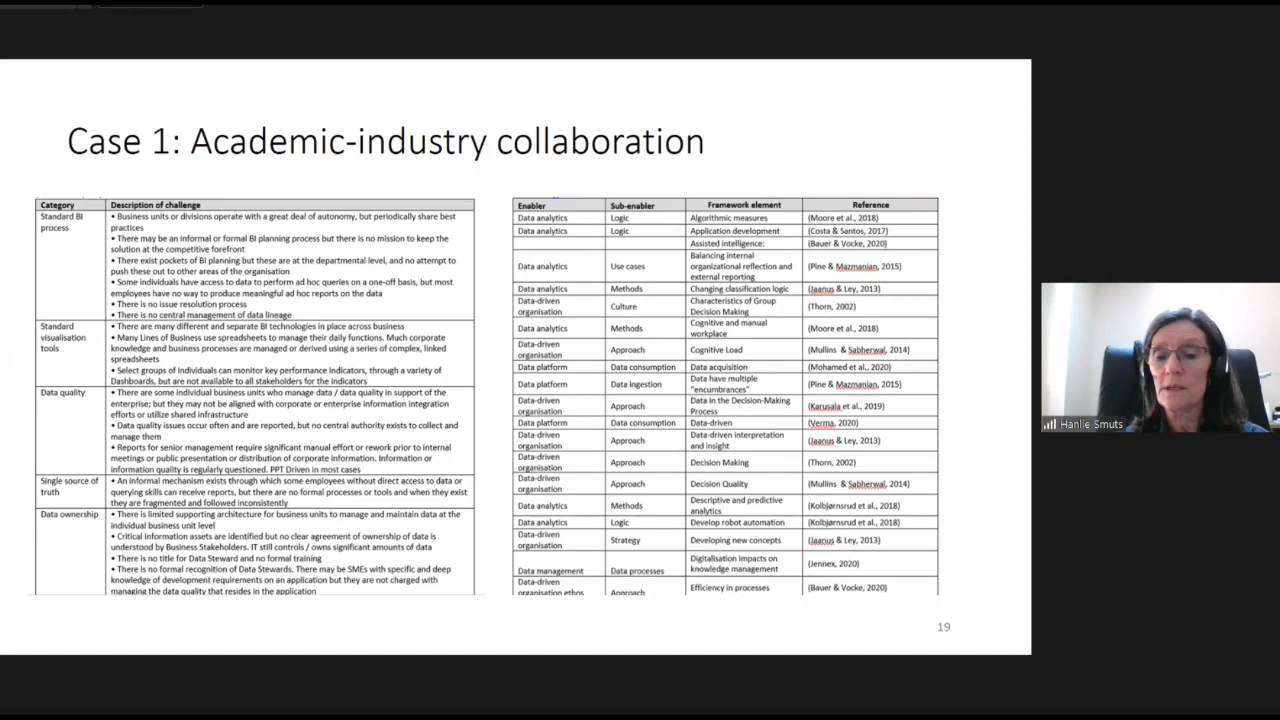 Case 1: Academic-industry collaboration
Category Description of challenge
Standard BI process
• Business units or divisions operate with a great deal of autonomy, but periodically share best
practices
• There may be an informal or formal BI planning process but there is no mission to keep the
solution at the competitive forefront
• There exist pockets of BI planning but these are at the departmental level, and no attempt to
push these out to other areas of the organisation
• Some individuals have access to data to perform ad hoc queries on a one-off basis, but most
employees have no way to produce meaningful ad hoc reports on the data
• There is no issue resolution process
• There is no central management of data lineage
Standard visualisation tools
• There are many different and separate BI technologies in place across business
• Many Lines of Business use spreadsheets to manage their daily functions. Much corporate
knowledge and business processes are managed or derived using a series of complex, linked
spreadsheets
• Select groups of individuals can monitor key performance indicators, through a variety of
Dashboards, but are not available to all stakeholders for the indicators
Data quality
• There are some individual business units who manage data / data quality in support of the
enterprise; but they may not be aligned with corporate or enterprise information integration
efforts or utilize shared infrastructure
• Data quality issues occur often and are reported, but no central authority exists to collect and
manage them
• Reports for senior management require significant manual effort or rework prior to internal
meetings or public presentation or distribution of corporate information. Information or
information quality is regularly questioned. PPT Driven in most cases
Single source of truth
• An informal mechanism exists through which some employees without direct access to data or
querying skills can receive reports, but there are no formal processes or tools and when they exist
they are fragmented and followed inconsistently
Data ownership
• There is limited supporting architecture for business units to manage and maintain data at the
individual business unit level
• Critical information assets are identified but no clear agreement of ownership of data is
understood by Business Stakeholders. IT still controls / owns significant amounts of data
• There is no title for Data Steward and no formal training
• There is no formal recognition of Data Stewards. There may be SMEs with specific and deep
knowledge of development requirements on an application but they are not charged with
managing the data quality that resides in the application
Enabler Sub-enabler Framework element Reference
Data analytics Logic Algorithmic measures (Moore et al., 2018)
Data analytics Logic Application development (Costa & Santos, 2017)
Assisted intelligence: (Bauer & Vocke, 2020)
Data analytics Use cases Balancing internal organizational reflection and external reporting (Pine & Mazmanian, 2015)
Data analytics Methods Changing classification logic (Jaanus & Ley, 2013)
Data-driven organisation Culture Characteristics of Group Decision Making (Thorn, 2002)
Data analytics Methods Cognitive and manual workplace (Moore et al., 2018)
Data-driven organisation Approach Cognitive Load (Mullins & Sabherwal, 2014)
Data platform Data consumption Data acquisition (Mohamed et al., 2020)
Data platform Data ingestion Data have multiple "encumbrances" (Pine & Mazmanian, 2015)
Data-driven organisation Approach Data in the Decision-Making Process (Karusala et al., 2019)
Data platform Data consumption Data-driven (Verma, 2020)
Data-driven organisation Approach Data-driven interpretation and insight (Jaanus & Ley, 2013)
Data-driven organisation Approach Decision Making (Thorn, 2002)
Data-driven organisation Approach Decision Quality (Mullins & Sabherwal, 2014)
Data analytics Methods Descriptive and predictive analytics (Kolbjørnsrud et al., 2018)
Data analytics Logic Develop robot automation (Kolbjørnsrud et al., 2018)
Data-driven organisation Strategy Developing new concepts (Jaanus & Ley, 2013)
Data management Data processes Digitalisation impacts on knowledge management (Jennex, 2020)
Data-driven organisation ethos Approach Efficiency in processes (Bauer & Vocke, 2020)
19
Hanlie Smuts